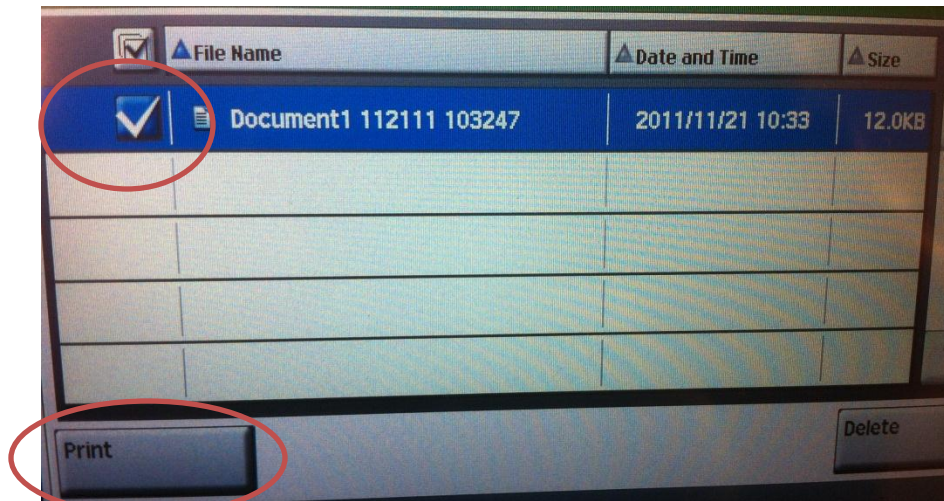 File Name Date and Time Size
Document1 112111 103247 2011/11/21 10:33 12.0KB
Print Delete